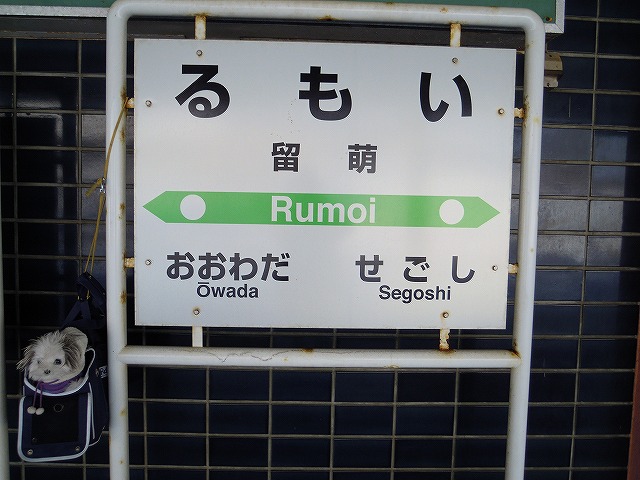 るもい
留萌
Rumoi
おおわだ せごし
Ōwada Segoshi